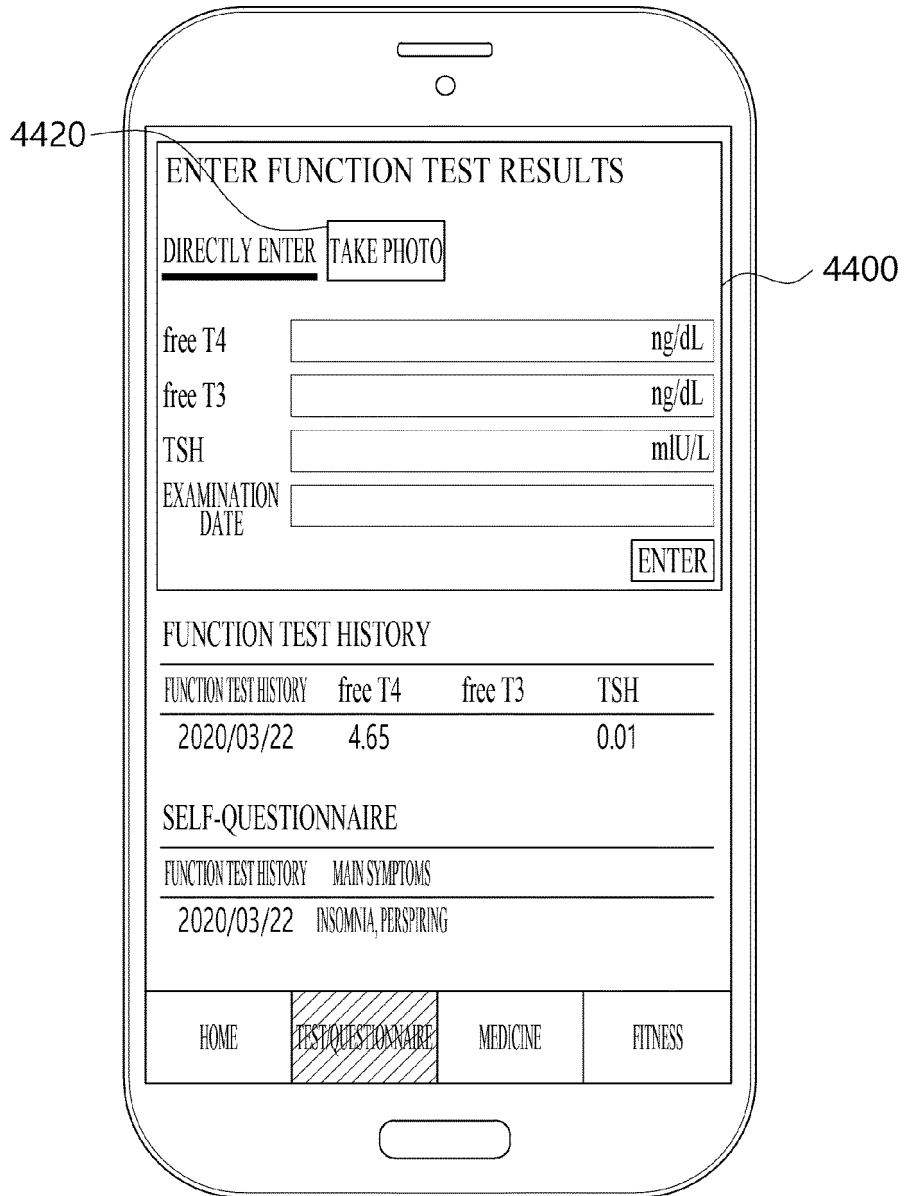 4420
ENTER FUNCTION TEST RESULTS
DIRECTLY ENTER TAKE PHOTO
4400
free T4 ng/dL
free T3 ng/dL
TSH mlU/L
EXAMINATION
DATE
ENTER
FUNCTION TEST HISTORY
FUNCTION TEST HISTORY free T4 free T3 TSH
2020/03/22 4.65 0.01
SELF-QUESTIONNAIRE
FUNCTION TEST HISTORY MAIN SYMPTOMS
2020/03/22 INSOMNIA, PERSPIRING
HOME TEST/QUESTIONNAIRE MEDICINE FITNESS